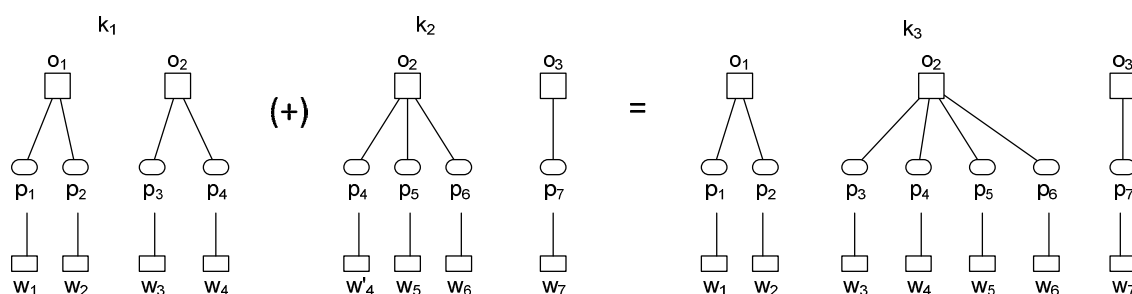 k₁ k₂ k₃
o₁ o₂ o₂ o₃ o₁ o₂ o₃
(+) =
p₁ p₂ p₃ p₄ p₄ p₅ p₆ p₇ p₁ p₂ p₃ p₄ p₅ p₆ p₇
w₁ w₂ w₃ w₄ w'₄ w₅ w₆ w₇ w₁ w₂ w₃ w₄ w₅ w₆ w₇